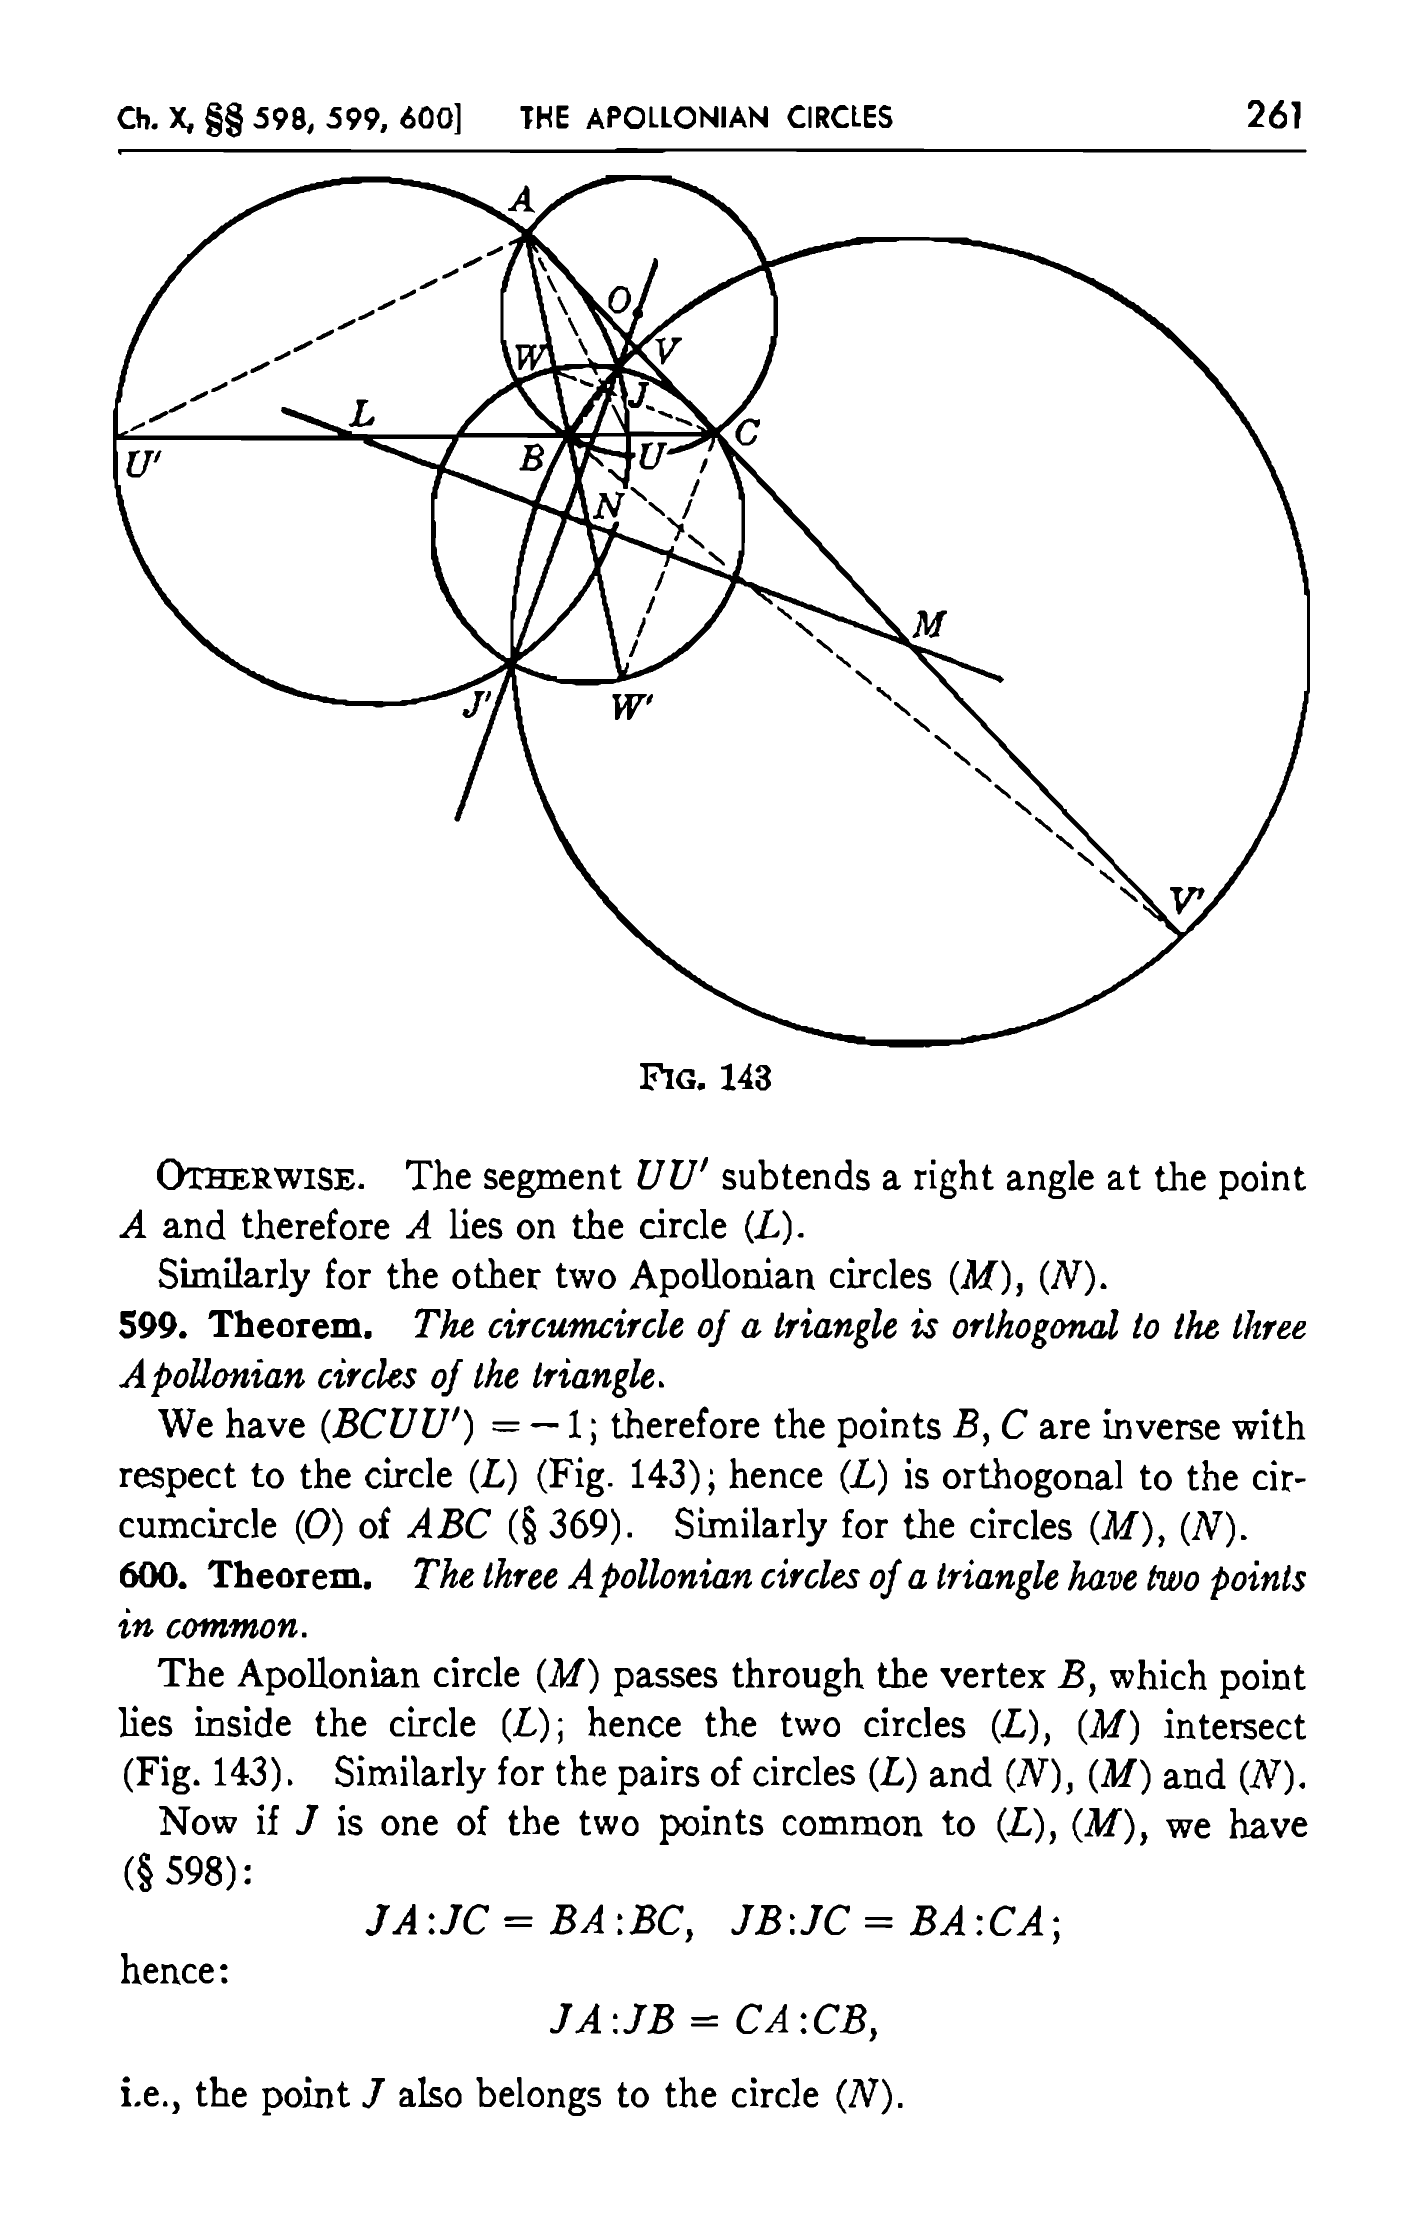 Ch. X, §§ 598, 599, 600] THE APOLLONIAN CIRCLES 261
A
O
W
V
J
L
C
U'
B
U
N
M
J'
W'
V'
FIG. 143
OTHERWISE. The segment UU' subtends a right angle at the point
A and therefore A lies on the circle (L).
Similarly for the other two Apollonian circles (M), (N).
599. Theorem. The circumcircle of a triangle is orthogonal to the three
Apollonian circles of the triangle.
We have (BCUU') = − 1; therefore the points B, C are inverse with
respect to the circle (L) (Fig. 143); hence (L) is orthogonal to the cir-
cumcircle (O) of ABC (§ 369). Similarly for the circles (M), (N).
600. Theorem. The three Apollonian circles of a triangle have two points
in common.
The Apollonian circle (M) passes through the vertex B, which point
lies inside the circle (L); hence the two circles (L), (M) intersect
(Fig. 143). Similarly for the pairs of circles (L) and (N), (M) and (N).
Now if J is one of the two points common to (L), (M), we have
(§ 598):
JA:JC = BA:BC, JB:JC = BA:CA;
hence:
JA:JB = CA:CB,
i.e., the point J also belongs to the circle (N).